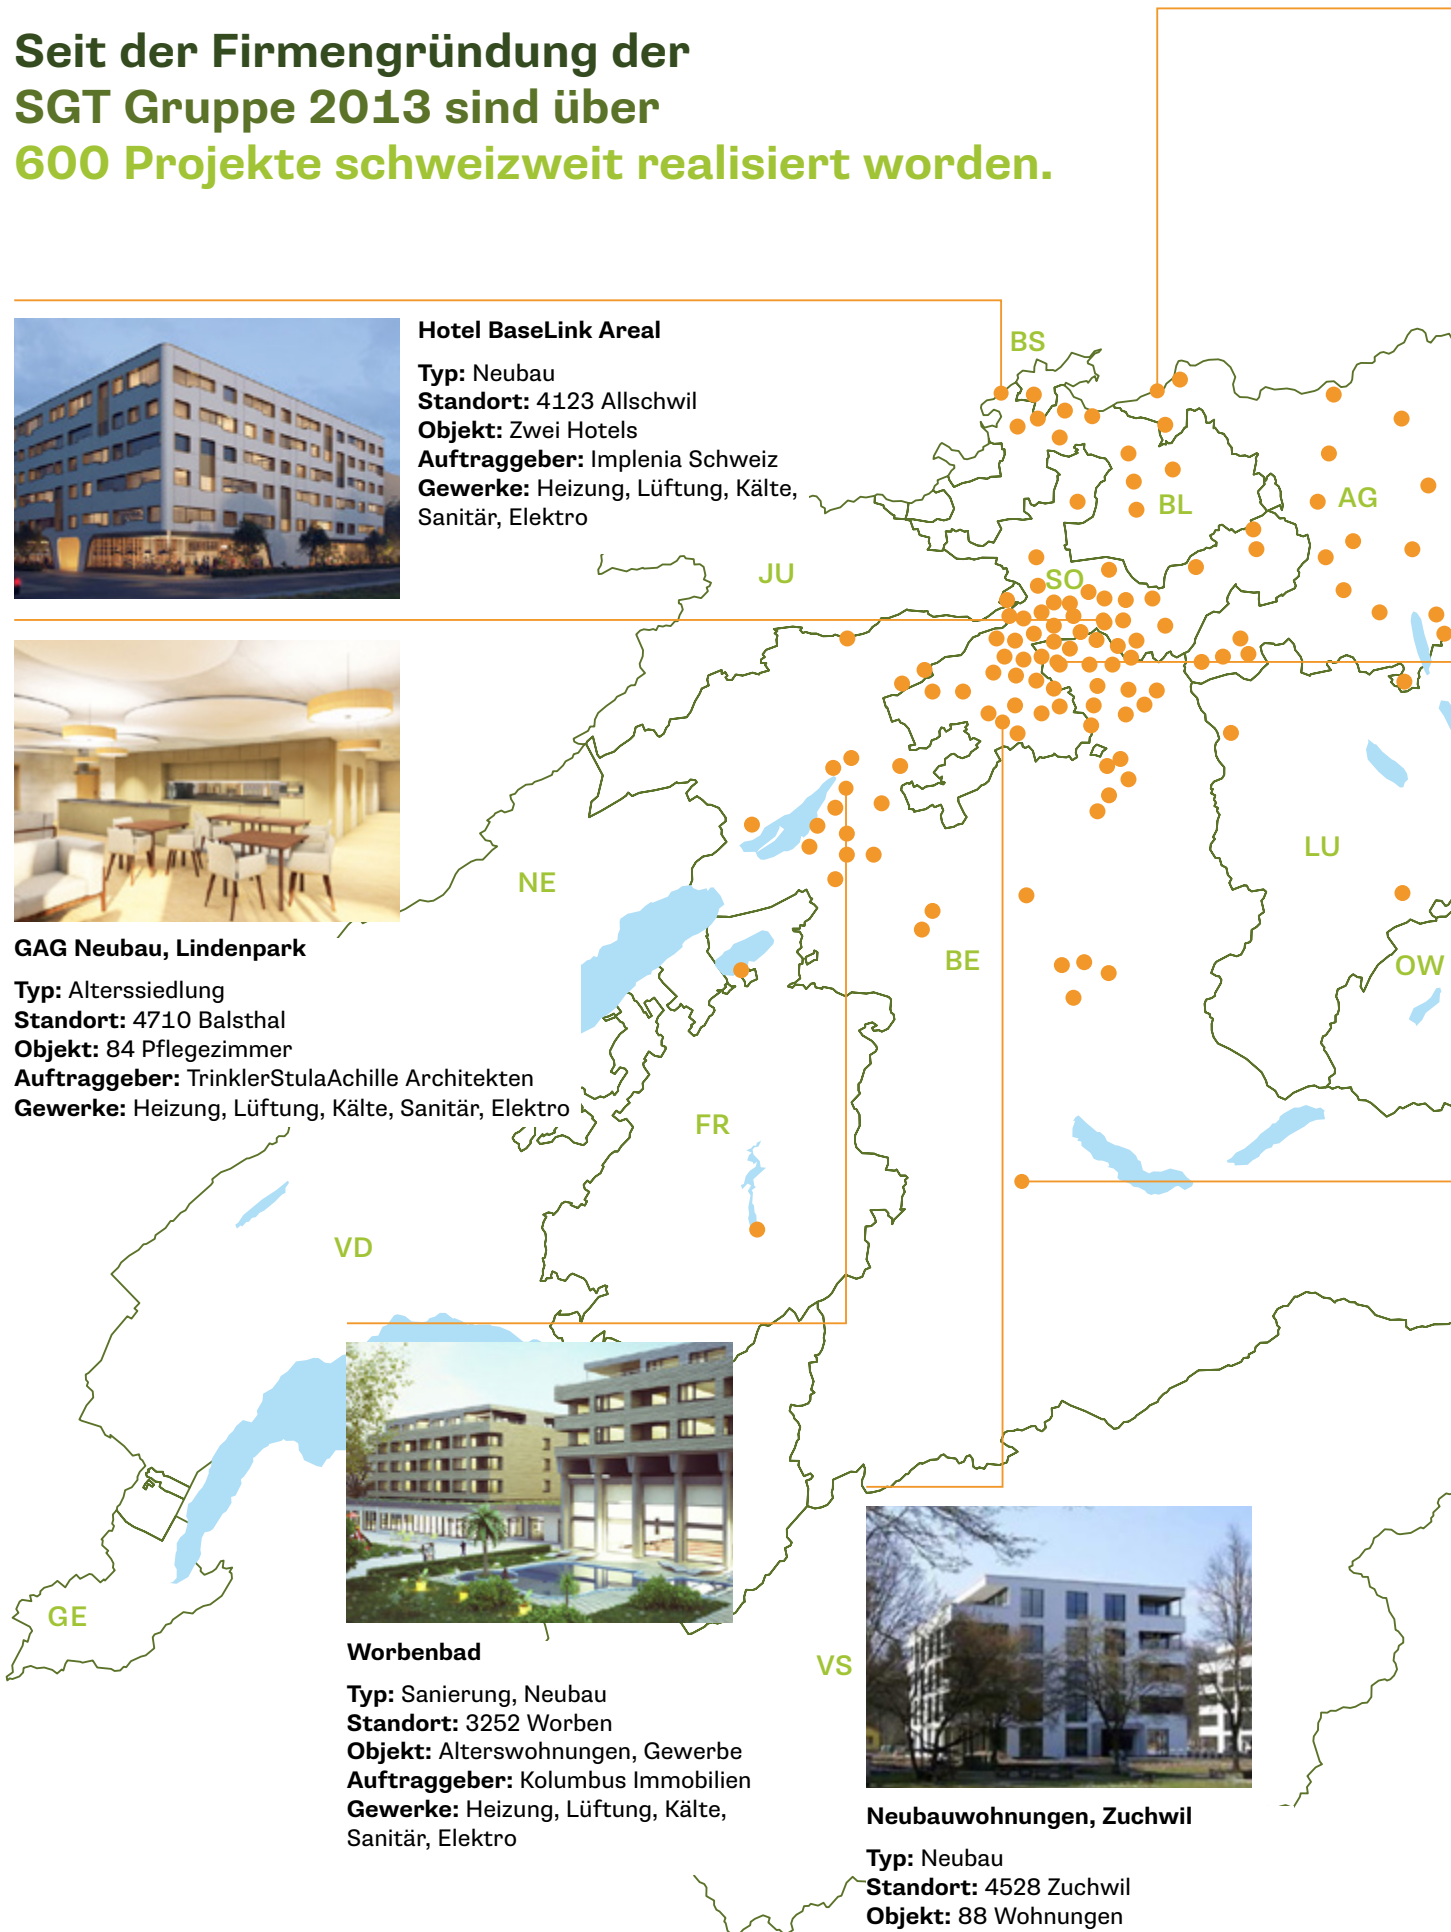 Seit der Firmengründung der
SGT Gruppe 2013 sind über
600 Projekte schweizweit realisiert worden.
Hotel BaseLink Areal
Typ: Neubau
Standort: 4123 Allschwil
Objekt: Zwei Hotels
Auftraggeber: Implenia Schweiz
Gewerke: Heizung, Lüftung, Kälte,
Sanitär, Elektro
BS
BL
AG
JU
SO
LU
NE
BE
OW
FR
VD
GE
VS
GAG Neubau, Lindenpark
Typ: Alterssiedlung
Standort: 4710 Balsthal
Objekt: 84 Pflegezimmer
Auftraggeber: TrinklerStulaAchille Architekten
Gewerke: Heizung, Lüftung, Kälte, Sanitär, Elektro
Worbenbad
Typ: Sanierung, Neubau
Standort: 3252 Worben
Objekt: Alterswohnungen, Gewerbe
Auftraggeber: Kolumbus Immobilien
Gewerke: Heizung, Lüftung, Kälte,
Sanitär, Elektro
Neubauwohnungen, Zuchwil
Typ: Neubau
Standort: 4528 Zuchwil
Objekt: 88 Wohnungen